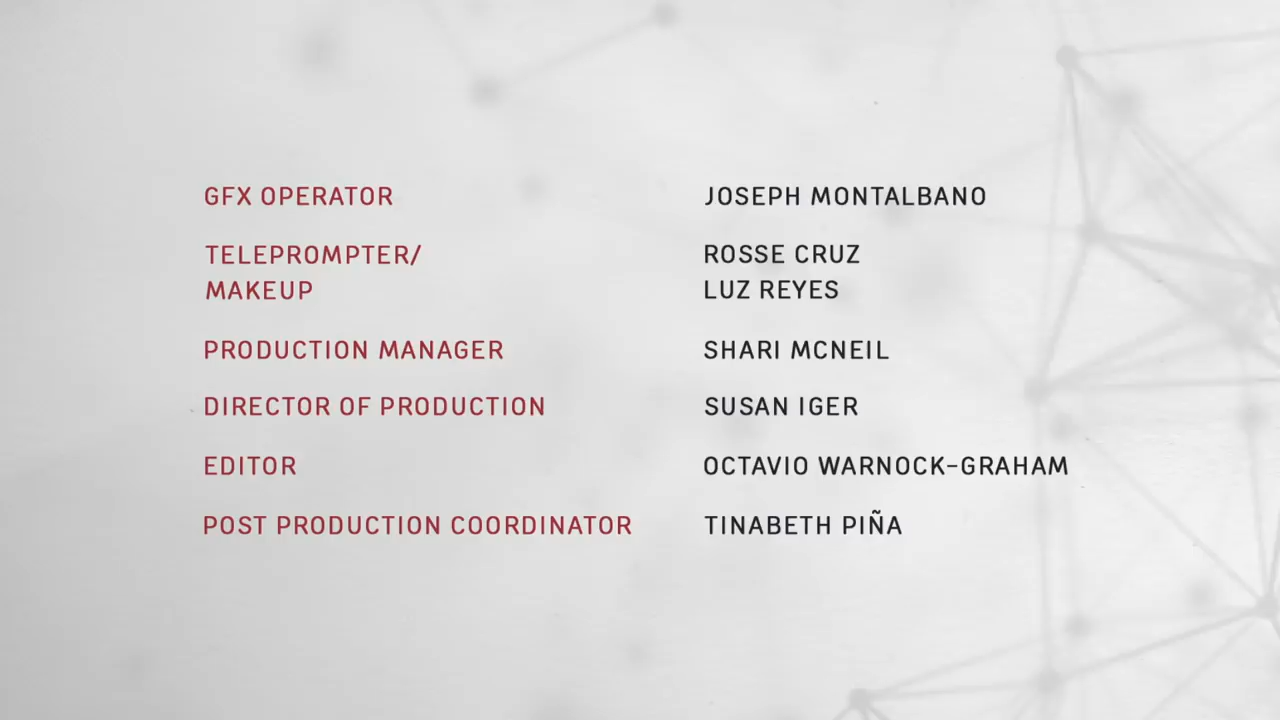 GFX OPERATOR JOSEPH MONTALBANO
TELEPROMPTER/ ROSSE CRUZ
MAKEUP LUZ REYES
PRODUCTION MANAGER SHARI MCNEIL
DIRECTOR OF PRODUCTION SUSAN IGER
EDITOR OCTAVIO WARNOCK-GRAHAM
POST PRODUCTION COORDINATOR TINABETH PIÑA